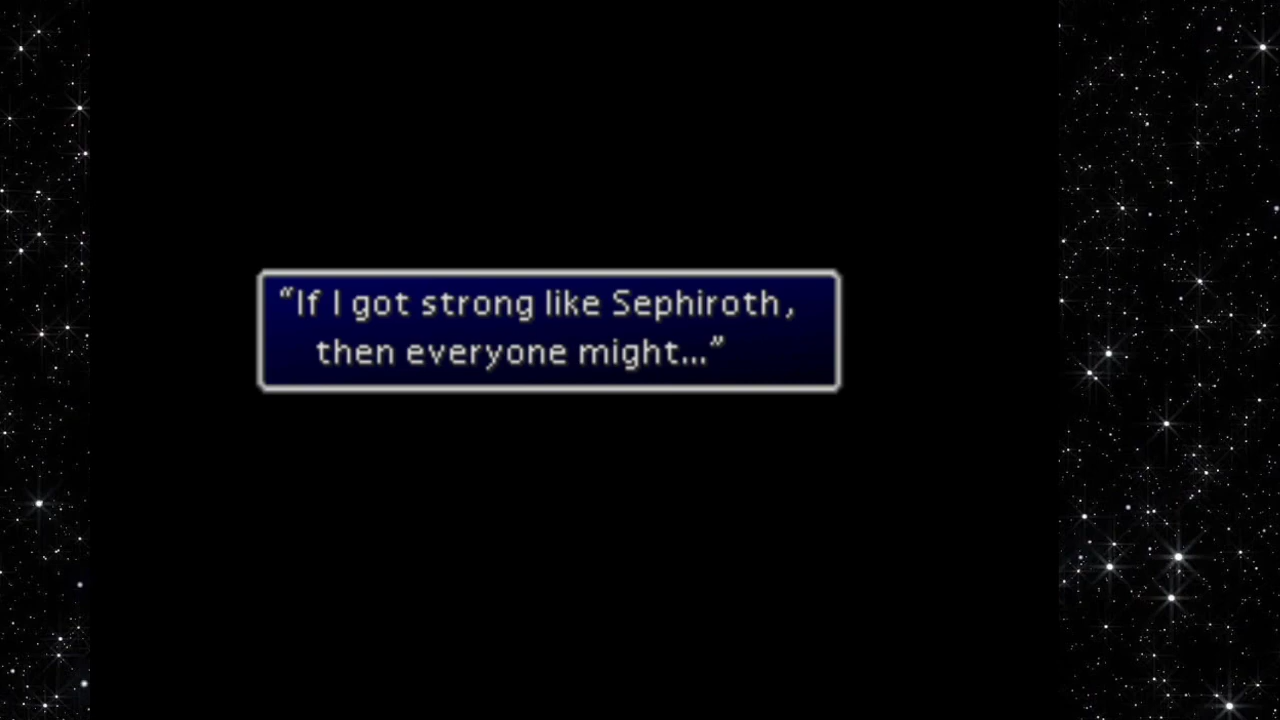 “If I got strong like Sephiroth,
then everyone might...”